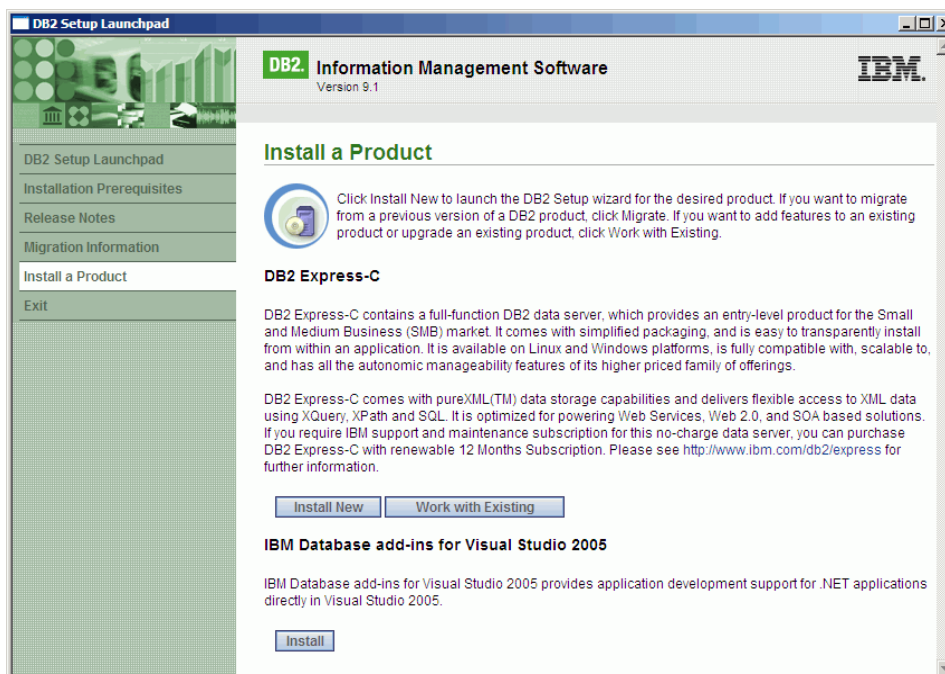 DB2 Setup Launchpad
DB2. Information Management Software
Version 9.1
IBM.
DB2 Setup Launchpad
Installation Prerequisites
Release Notes
Migration Information
Install a Product
Exit
Install a Product
Click Install New to launch the DB2 Setup wizard for the desired product. If you want to migrate
from a previous version of a DB2 product, click Migrate. If you want to add features to an existing
product or upgrade an existing product, click Work with Existing.
DB2 Express-C
DB2 Express-C contains a full-function DB2 data server, which provides an entry-level product for the Small
and Medium Business (SMB) market. It comes with simplified packaging, and is easy to transparently install
from within an application. It is available on Linux and Windows platforms, is fully compatible with, scalable to,
and has all the autonomic manageability features of its higher priced family of offerings.
DB2 Express-C comes with pureXML(TM) data storage capabilities and delivers flexible access to XML data
using XQuery, XPath and SQL. It is optimized for powering Web Services, Web 2.0, and SOA based solutions.
If you require IBM support and maintenance subscription for this no-charge data server, you can purchase
DB2 Express-C with renewable 12 Months Subscription. Please see http://www.ibm.com/db2/express for
further information.
Install New
Work with Existing
IBM Database add-ins for Visual Studio 2005
IBM Database add-ins for Visual Studio 2005 provides application development support for .NET applications
directly in Visual Studio 2005.
Install